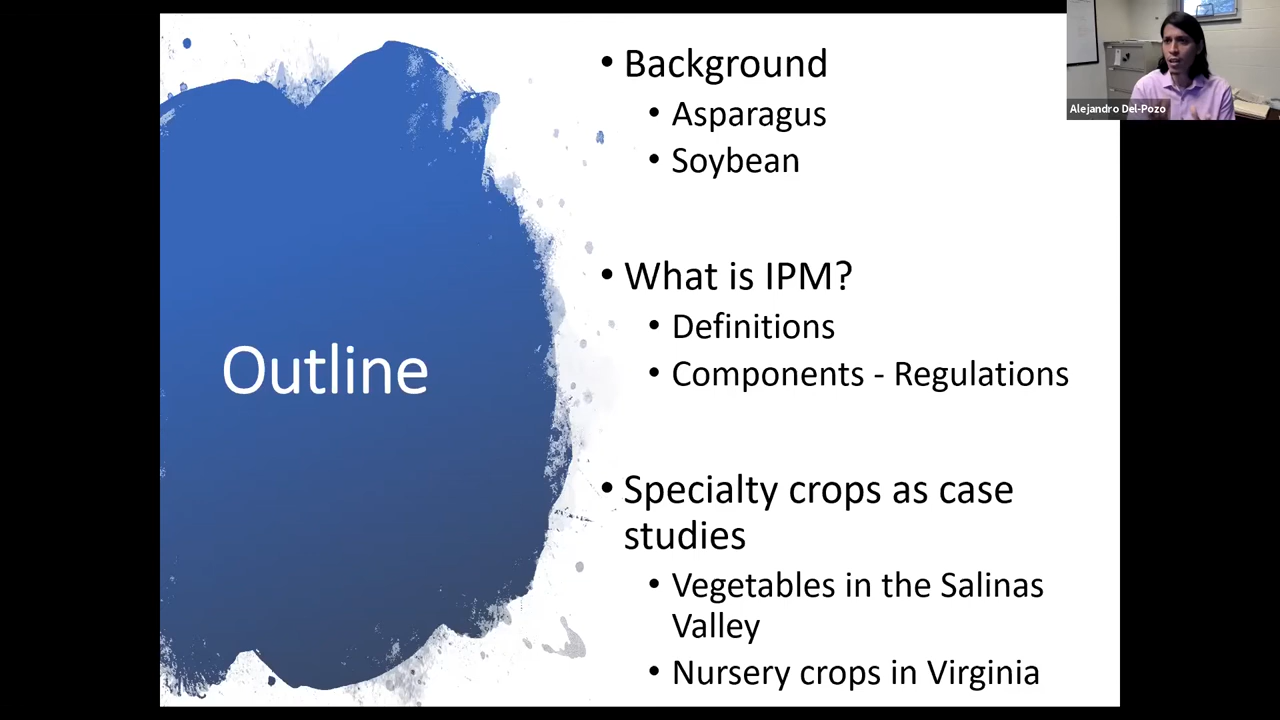 Outline
• Background
• Asparagus
• Soybean
• What is IPM?
• Definitions
• Components - Regulations
• Specialty crops as case
studies
• Vegetables in the Salinas
Valley
• Nursery crops in Virginia
Alejandro Del-Pozo